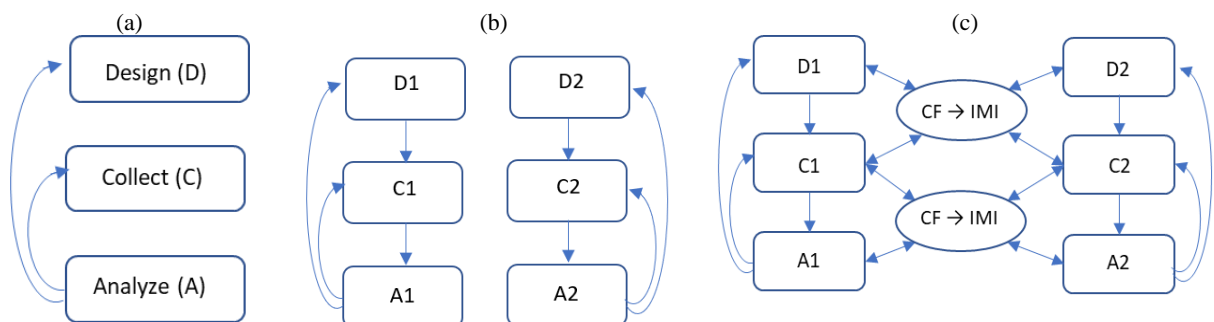 (a)
Design (D)
Collect (C)
Analyze (A)
(b)
D1
D2
C1
C2
A1
A2
(c)
D1
D2
CF → IMI
C1
C2
CF → IMI
A1
A2